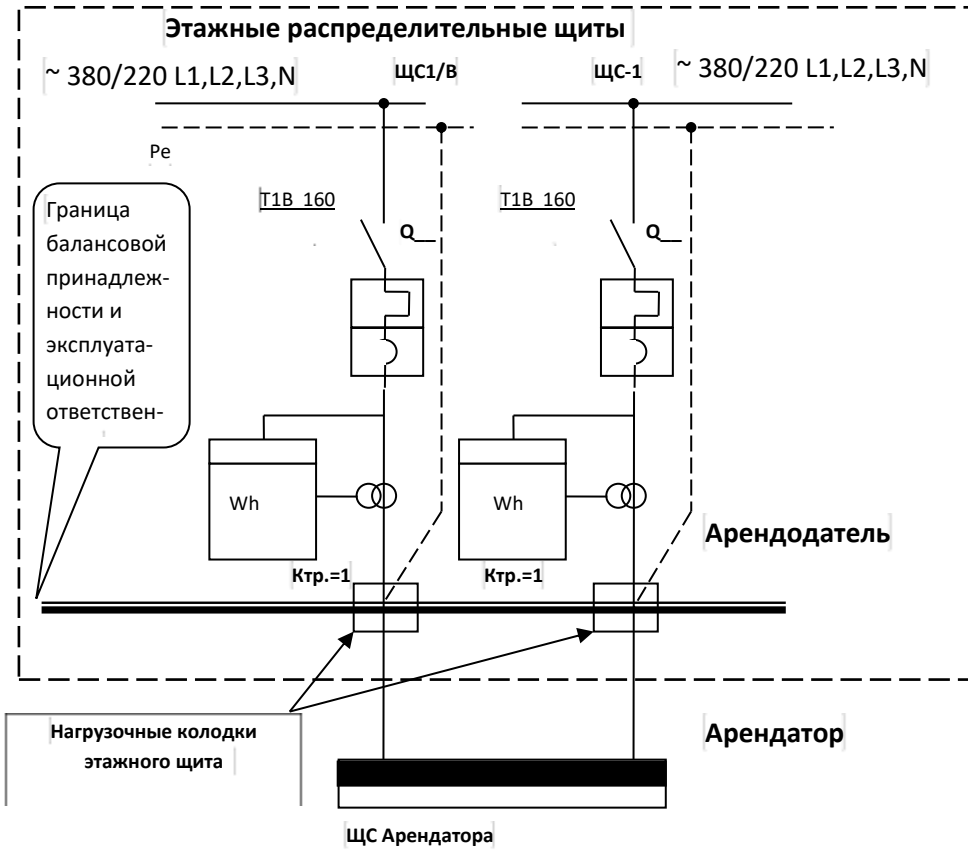 Этажные распределительные щиты
~ 380/220 L1,L2,L3,N
ЩС1/В
ЩС-1
~ 380/220 L1,L2,L3,N
Pe
T1B 160
Q__
T1B 160
Q__
Граница
балансовой
принадлеж-
ности и
эксплуата-
ционной
ответствен-
Wh
Wh
Арендодатель
Ктр.=1
Ктр.=1
Нагрузочные колодки
этажного щита
Арендатор
ЩС Арендатора